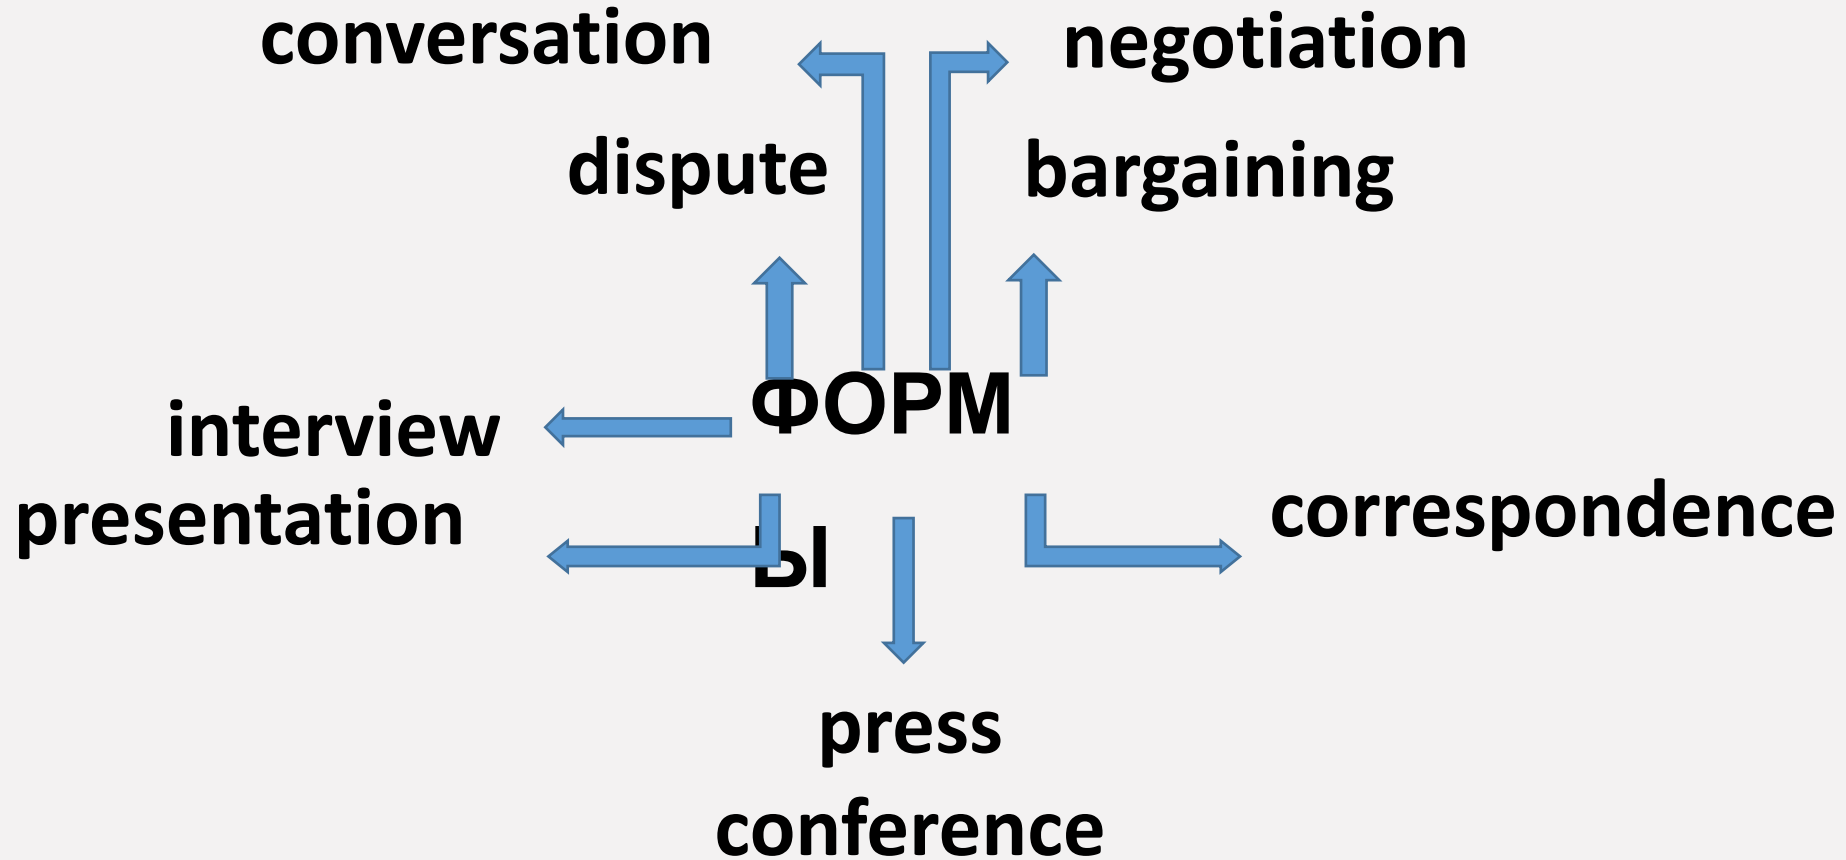 conversation
negotiation
dispute
bargaining
ФОРМ
interview
presentation
correspondence
Ы
press
conference